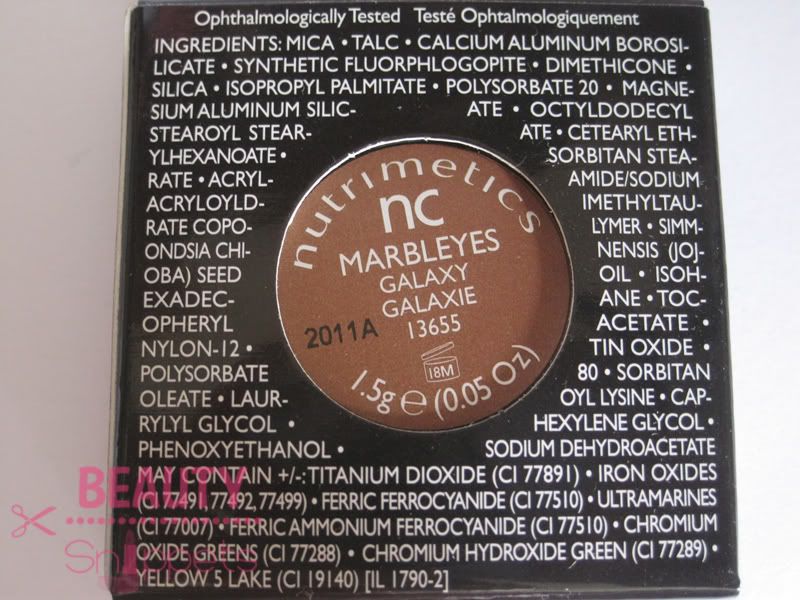 Ophthalmologically Tested Testé Ophtalmologiquement
INGREDIENTS: MICA • TALC • CALCIUM ALUMINUM BOROSI-
LICATE • SYNTHETIC FLUORPHLOGOPITE • DIMETHICONE •
SILICA • ISOPROPYL PALMITATE • POLYSORBATE 20 • MAGNE-
SIUM ALUMINUM SILIC- ATE • OCTYLDODECYL
STEAROYL STEAR- ATE • CETEARYL ETH-
YLHEXANOATE • SORBITAN STEA-
RATE • ACRYL- AMIDE/SODIUM
ACRYLOYLD- IMETHYLTAU-
RATE COPO- LYMER • SIMM-
ONDSIA CHI- NENSIS (JOJ-
OBA) SEED OIL • ISOH-
EXADEC- ANE • TOC-
OPHERYL ACETATE •
NYLON-12 • TIN OXIDE •
POLYSORBATE 80 • SORBITAN
OLEATE • LAUR- OYL LYSINE • CAP-
RYLYL GLYCOL • HEXYLENE GLYCOL •
PHENOXYETHANOL • SODIUM DEHYDROACETATE
MAY CONTAIN +/-: TITANIUM DIOXIDE (CI 77891) • IRON OXIDES
(CI 77491, 77492, 77499) • FERRIC FERROCYANIDE (CI 77510) • ULTRAMARINES
(CI 77007) • FERRIC AMMONIUM FERROCYANIDE (CI 77510) • CHROMIUM
OXIDE GREENS (CI 77288) • CHROMIUM HYDROXIDE GREEN (CI 77289) •
YELLOW 5 LAKE (CI 19140) [IL 1790-2]
nutrimetics
nc
MARBLEYES
GALAXY
GALAXIE
13655
2011A
18M
1.5g e (0.05 Oz)
BEAUTY
Snippets